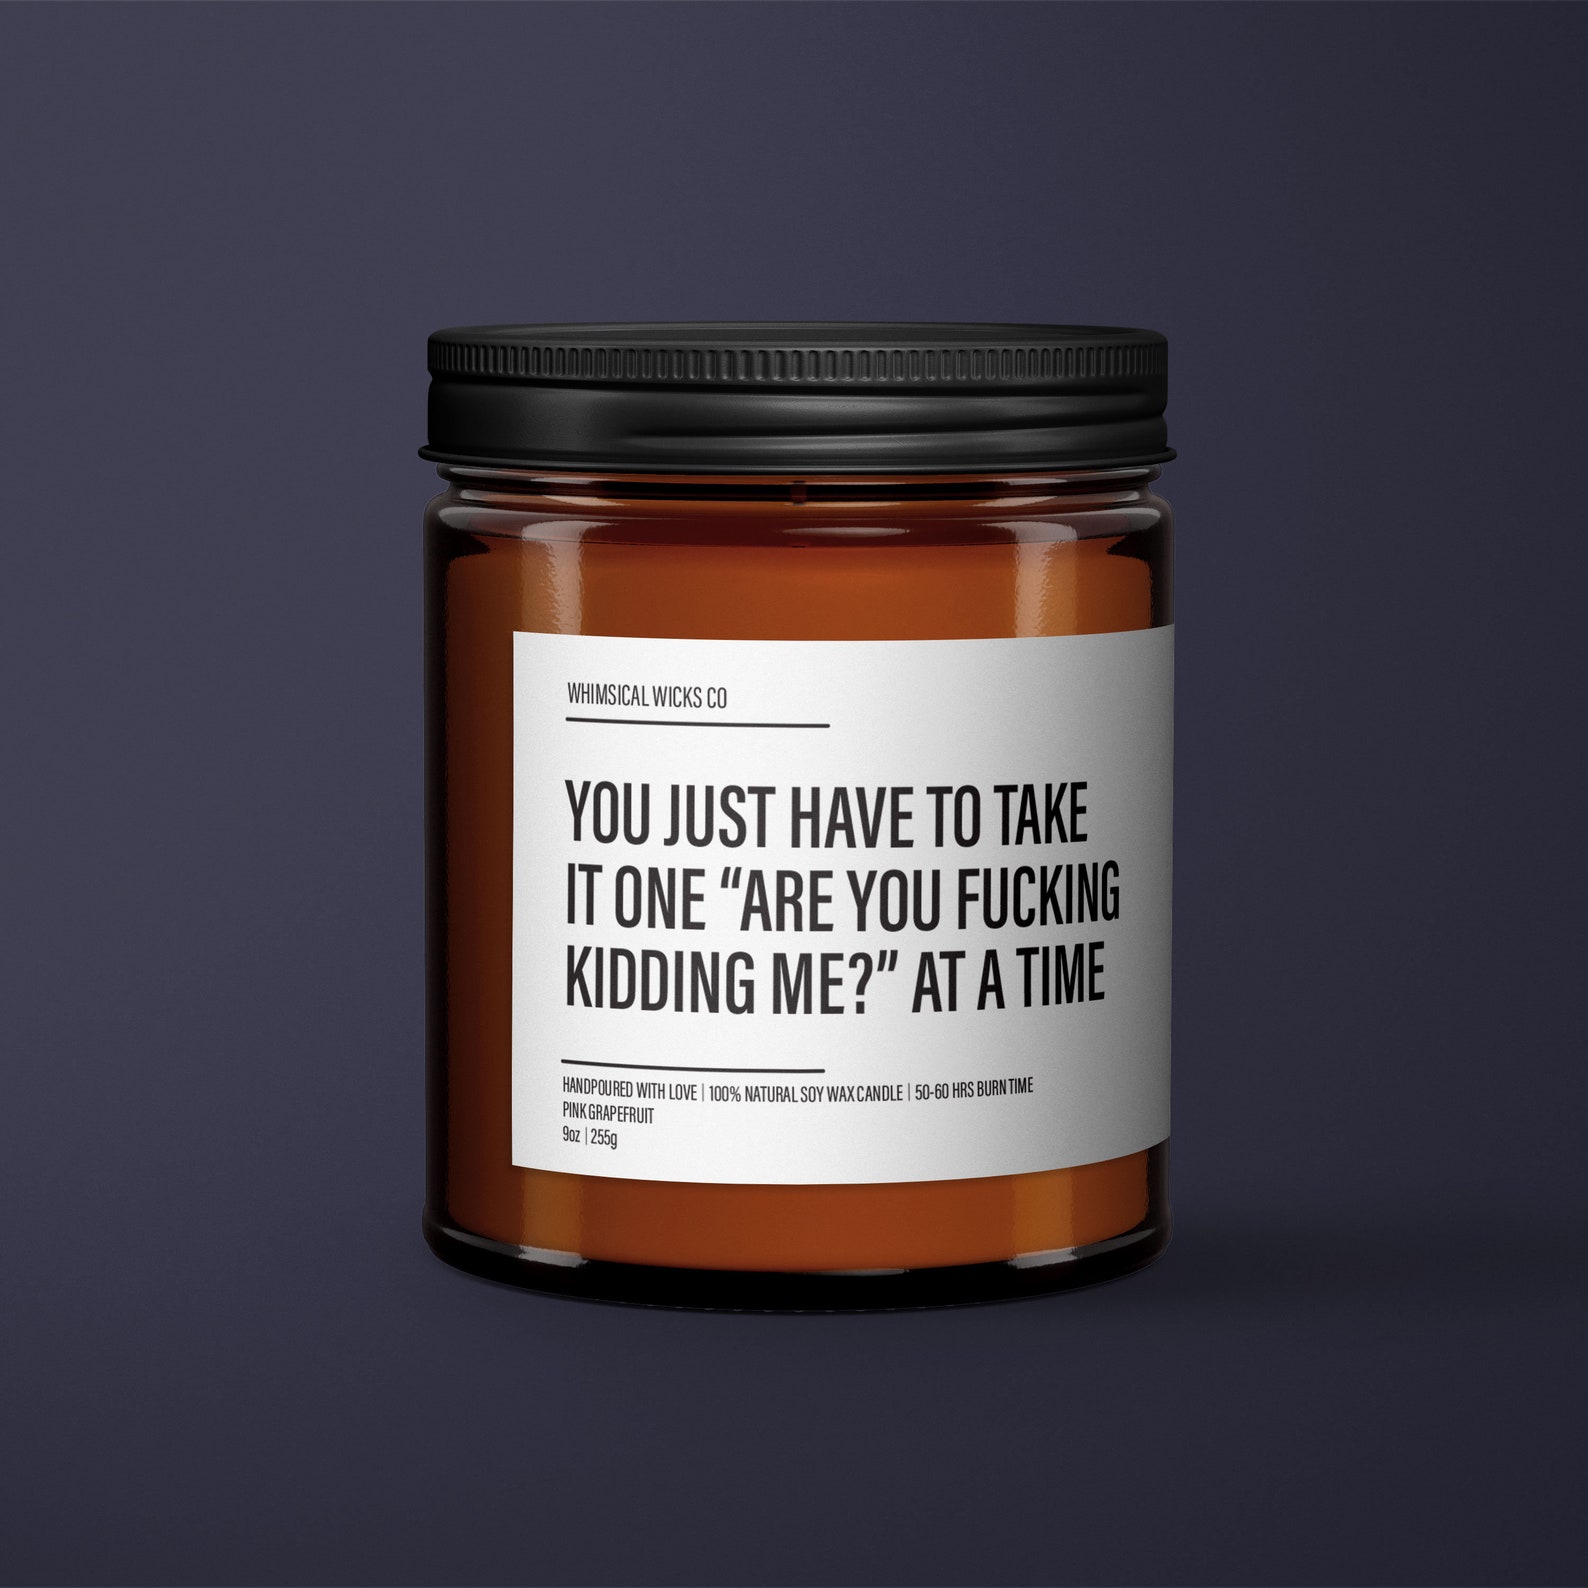 WHIMSICAL WICKS CO
YOU JUST HAVE TO TAKE
IT ONE “ARE YOU FUCKING
KIDDING ME?” AT A TIME
HANDPOURED WITH LOVE | 100% NATURAL SOY WAX CANDLE | 50-60 HRS BURN TIME
PINK GRAPEFRUIT
9oz | 255g